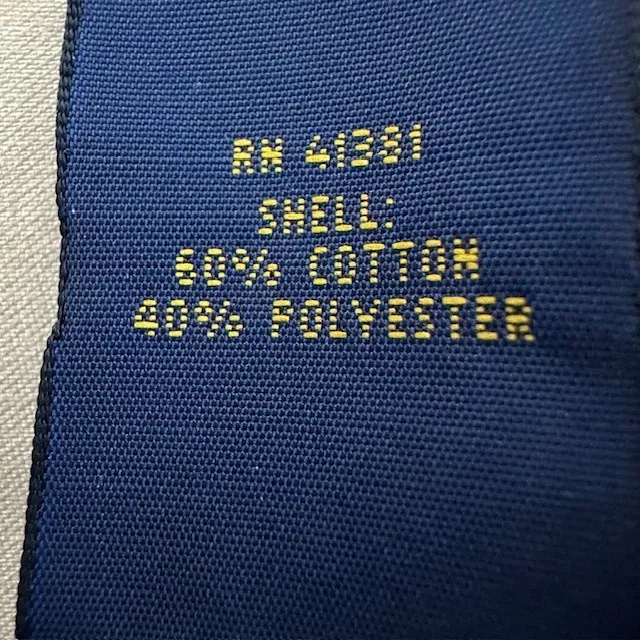 RN 41381
SHELL:
60% COTTON
40% POLYESTER